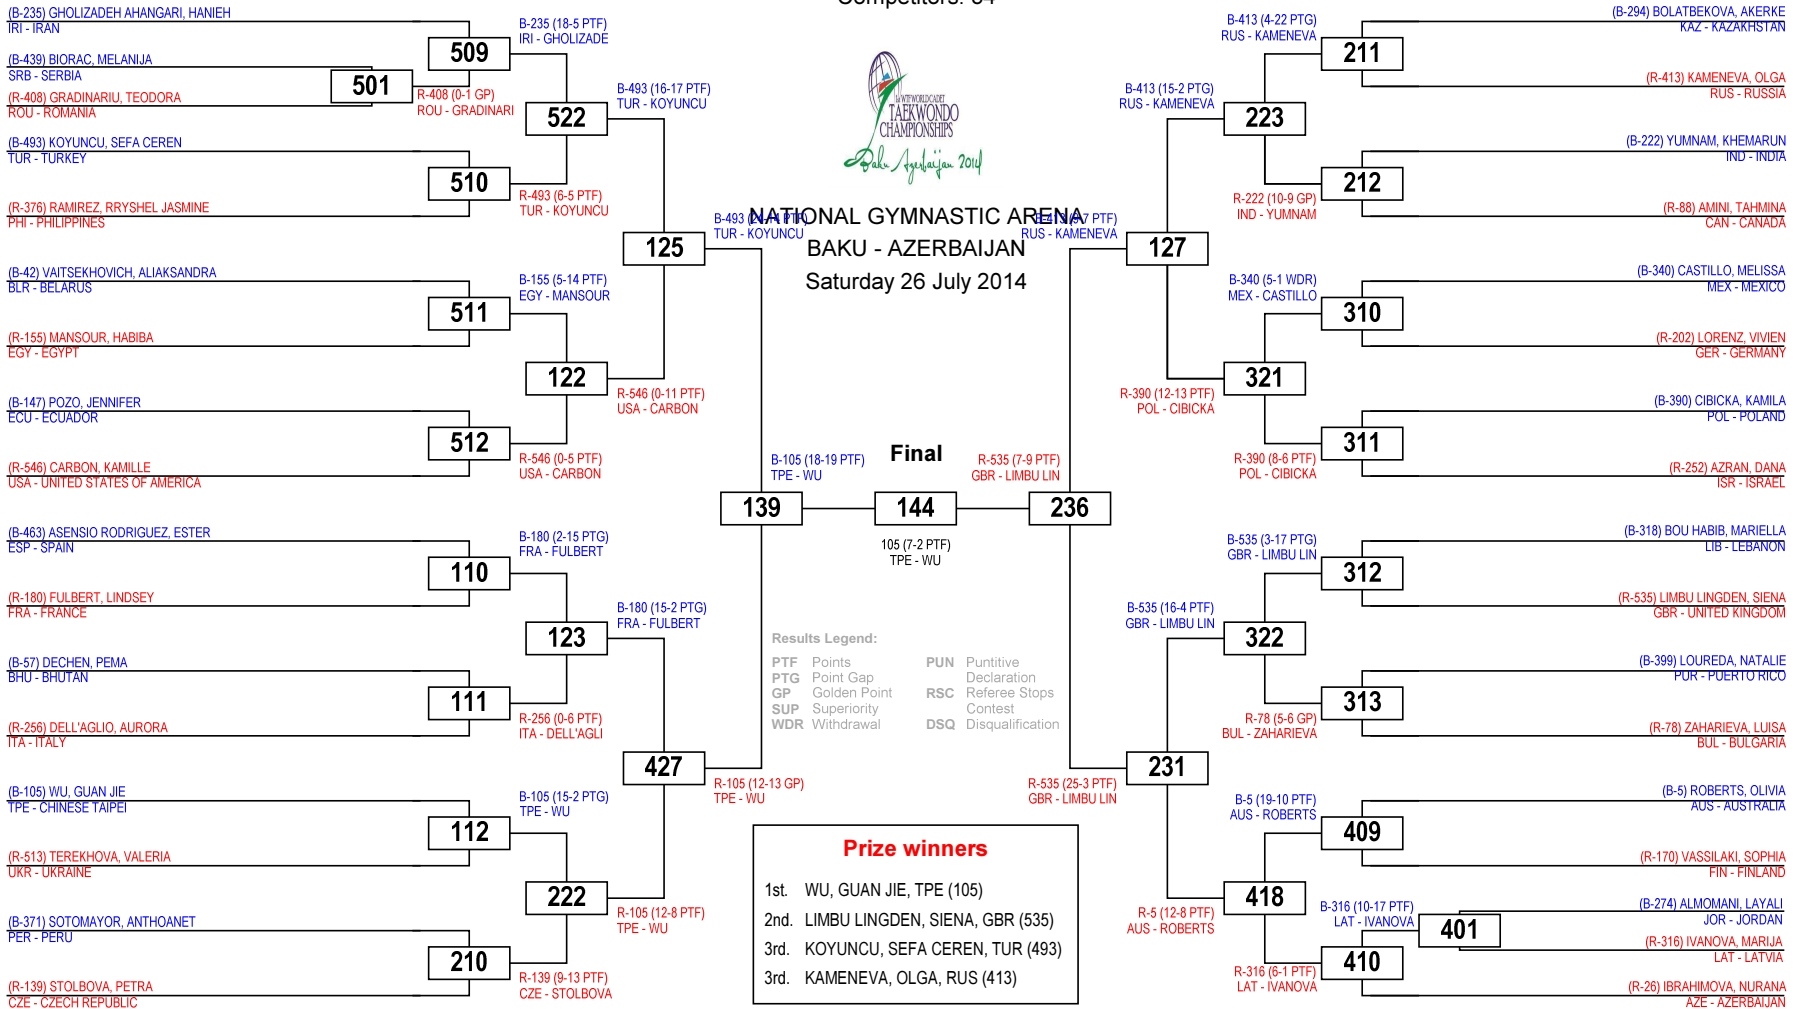 Competitors: 34
(B-235) GHOLIZADEH AHANGARI, HANIEH
IRI - IRAN
(B-439) BIORAC, MELANIJA
SRB - SERBIA
(R-408) GRADINARIU, TEODORA
ROU - ROMANIA
(B-493) KOYUNCU, SEFA CEREN
TUR - TURKEY
(R-376) RAMIREZ, RRYSHEL JASMINE
PHI - PHILIPPINES
(B-42) VAITSEKHOVICH, ALIAKSANDRA
BLR - BELARUS
(R-155) MANSOUR, HABIBA
EGY - EGYPT
(B-147) POZO, JENNIFER
ECU - ECUADOR
(R-546) CARBON, KAMILLE
USA - UNITED STATES OF AMERICA
(B-463) ASENSIO RODRIGUEZ, ESTER
ESP - SPAIN
(R-180) FULBERT, LINDSEY
FRA - FRANCE
(B-57) DECHEN, PEMA
BHU - BHUTAN
(R-256) DELL'AGLIO, AURORA
ITA - ITALY
(B-105) WU, GUAN JIE
TPE - CHINESE TAIPEI
(R-513) TEREKHOVA, VALERIA
UKR - UKRAINE
(B-371) SOTOMAYOR, ANTHOANET
PER - PERU
(R-139) STOLBOVA, PETRA
CZE - CZECH REPUBLIC
501
R-408 (0-1 GP)
ROU - GRADINARI
509
510
511
512
110
111
112
210
B-235 (18-5 PTF)
IRI - GHOLIZADE
R-493 (6-5 PTF)
TUR - KOYUNCU
B-155 (5-14 PTF)
EGY - MANSOUR
R-546 (0-5 PTF)
USA - CARBON
B-180 (2-15 PTG)
FRA - FULBERT
R-256 (0-6 PTF)
ITA - DELL'AGLI
B-105 (15-2 PTG)
TPE - WU
R-139 (9-13 PTF)
CZE - STOLBOVA
522
122
123
222
B-493 (16-17 PTF)
TUR - KOYUNCU
R-546 (0-11 PTF)
USA - CARBON
B-180 (15-2 PTG)
FRA - FULBERT
R-105 (12-8 PTF)
TPE - WU
125
427
B-493 (24-14 PTF)
TUR - KOYUNCU
R-105 (12-13 GP)
TPE - WU
139
B-105 (18-19 PTF)
TPE - WU
TAEKWONDO
CHAMPIONSHIPS
Baku Azerbaijan 2014
NATIONAL GYMNASTIC ARENA
BAKU - AZERBAIJAN
Saturday 26 July 2014
Final
144
105 (7-2 PTF)
TPE - WU
Results Legend:
PTF Points
PTG Point Gap
GP Golden Point
SUP Superiority
WDR Withdrawal
PUN Puntitive
Declaration
RSC Referee Stops
Contest
DSQ Disqualification
Prize winners
1st. WU, GUAN JIE, TPE (105)
2nd. LIMBU LINGDEN, SIENA, GBR (535)
3rd. KOYUNCU, SEFA CEREN, TUR (493)
3rd. KAMENEVA, OLGA, RUS (413)
R-535 (7-9 PTF)
GBR - LIMBU LIN
236
(9-7 PTF)
RUS - KAMENEVA
R-535 (25-3 PTF)
GBR - LIMBU LIN
127
231
B-413 (15-2 PTG)
RUS - KAMENEVA
R-390 (12-13 PTF)
POL - CIBICKA
B-535 (16-4 PTF)
GBR - LIMBU LIN
R-5 (12-8 PTF)
AUS - ROBERTS
223
321
322
418
B-413 (4-22 PTG)
RUS - KAMENEVA
R-222 (10-9 GP)
IND - YUMNAM
B-340 (5-1 WDR)
MEX - CASTILLO
R-390 (8-6 PTF)
POL - CIBICKA
B-535 (3-17 PTG)
GBR - LIMBU LIN
R-78 (5-6 GP)
BUL - ZAHARIEVA
B-5 (19-10 PTF)
AUS - ROBERTS
R-316 (6-1 PTF)
LAT - IVANOVA
211
212
310
311
312
313
409
410
B-316 (10-17 PTF)
LAT - IVANOVA
401
(B-294) BOLATBEKOVA, AKERKE
KAZ - KAZAKHSTAN
(R-413) KAMENEVA, OLGA
RUS - RUSSIA
(B-222) YUMNAM, KHEMARUN
IND - INDIA
(R-88) AMINI, TAHMINA
CAN - CANADA
(B-340) CASTILLO, MELISSA
MEX - MEXICO
(R-202) LORENZ, VIVIEN
GER - GERMANY
(B-390) CIBICKA, KAMILA
POL - POLAND
(R-252) AZRAN, DANA
ISR - ISRAEL
(B-318) BOU HABIB, MARIELLA
LIB - LEBANON
(R-535) LIMBU LINGDEN, SIENA
GBR - UNITED KINGDOM
(B-399) LOUREDA, NATALIE
PUR - PUERTO RICO
(R-78) ZAHARIEVA, LUISA
BUL - BULGARIA
(B-5) ROBERTS, OLIVIA
AUS - AUSTRALIA
(R-170) VASSILAKI, SOPHIA
FIN - FINLAND
(B-274) ALMOMANI, LAYALI
JOR - JORDAN
(R-316) IVANOVA, MARIJA
LAT - LATVIA
(R-26) IBRAHIMOVA, NURANA
AZE - AZERBAIJAN